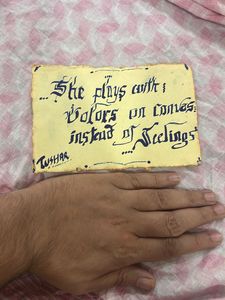 ...She plays with :
Colors on canvas
instead of feelings
....
TUSHAR.